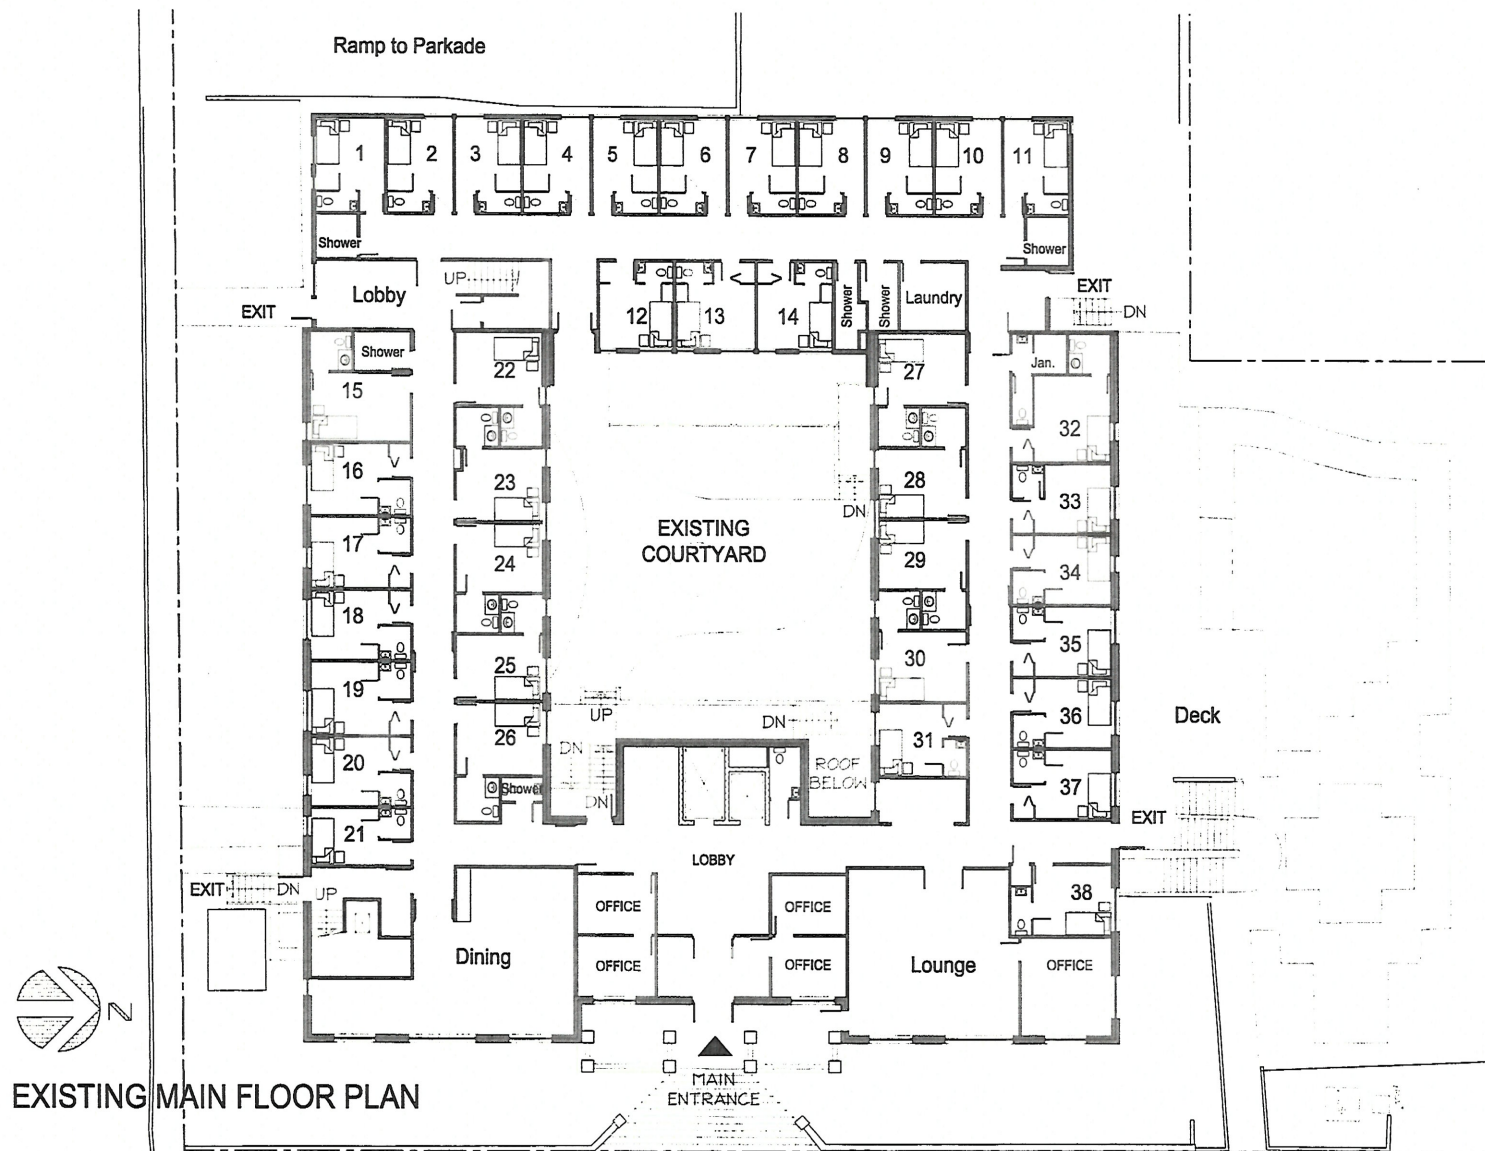 Ramp to Parkade
1 2 3 4 5 6 7 8 9 10 11
Shower
Shower
UP
Lobby
12 13 14
Shower
Shower
Laundry
EXIT
DN
EXIT
Shower
15
22
27
Jan.
32
16
23
28
33
DN
EXISTING
COURTYARD
17
24
29
34
18
25
30
35
19
UP
DN
36
Deck
20
26
DN
31
ROOF
BELOW
37
Shower
DN
21
EXIT
LOBBY
EXIT
DN
UP
38
OFFICE
OFFICE
Dining
OFFICE
OFFICE
Lounge
OFFICE
N
MAIN
ENTRANCE
EXISTING MAIN FLOOR PLAN